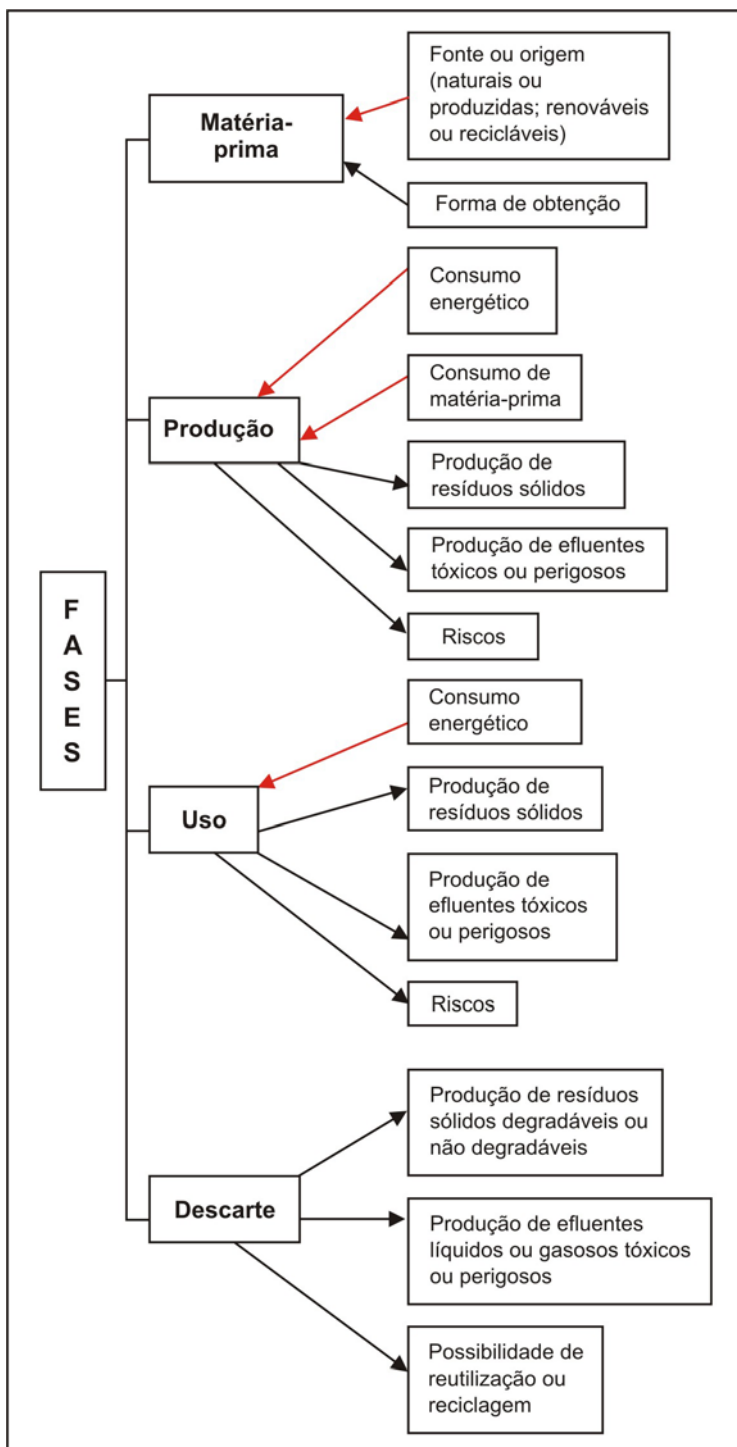 FASES
Matéria-
prima
Fonte ou origem
(naturais ou
produzidas; renováveis
ou recicláveis)
Forma de obtenção
Produção
Consumo
energético
Consumo de
matéria-prima
Produção de
resíduos sólidos
Produção de efluentes
tóxicos ou perigosos
Riscos
Uso
Consumo
energético
Produção de
resíduos sólidos
Produção de
efluentes tóxicos
ou perigosos
Riscos
Descarte
Produção de resíduos
sólidos degradáveis ou
não degradáveis
Produção de efluentes
líquidos ou gasosos tóxicos
ou perigosos
Possibilidade de
reutilização ou
reciclagem